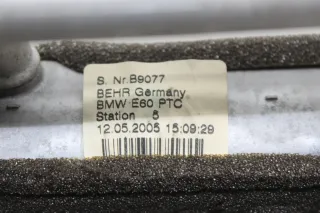 S. Nr.B9077
BEHR Germany
BMW E60 PTC
Station 5
12.05.2005 15:09:29